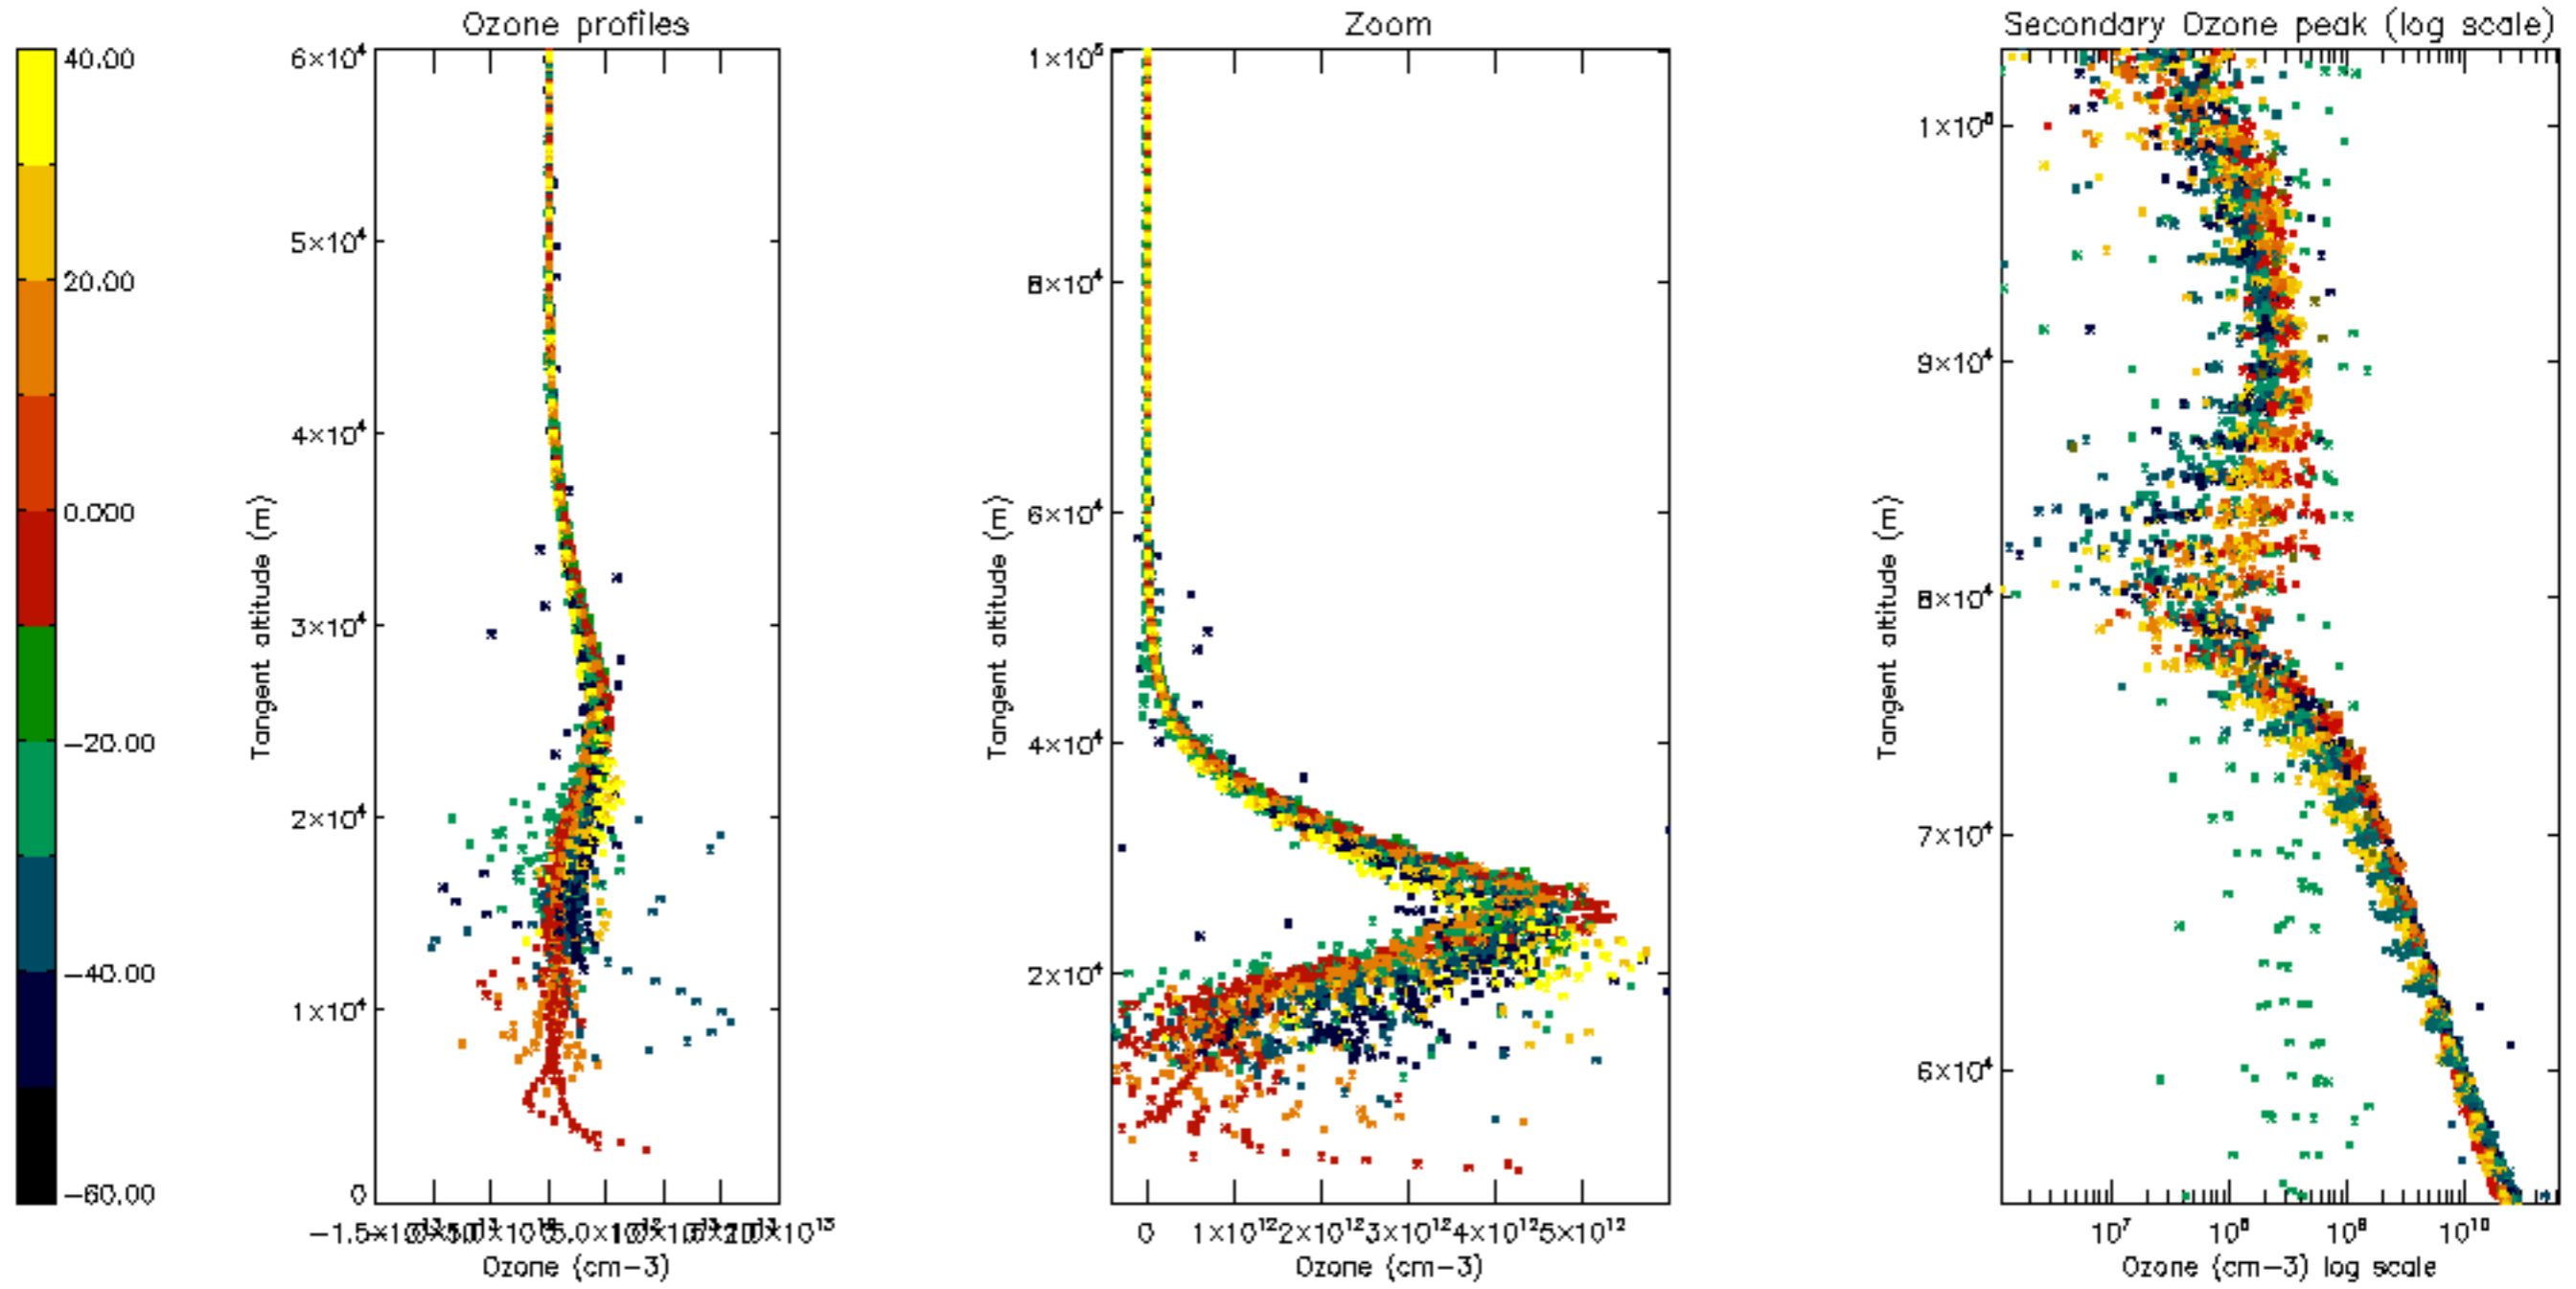 Ozone profiles
Zoom
Secondary Ozone peak (log scale)
40.00
20.00
0.000
−20.00
−40.00
−60.00
6×10⁴
5×10⁴
4×10⁴
3×10⁴
2×10⁴
1×10⁴
0
Tangent altitude (m)
Ozone (cm−3)
1×10⁵
8×10⁴
6×10⁴
4×10⁴
2×10⁴
Tangent altitude (m)
0 1×10¹² 2×10¹² 3×10¹² 4×10¹² 5×10¹²
Ozone (cm−3)
9×10⁴
8×10⁴
7×10⁴
6×10⁴
Tangent altitude (m)
10⁷ 10⁸ 10⁹ 10¹⁰
Ozone (cm−3) log scale